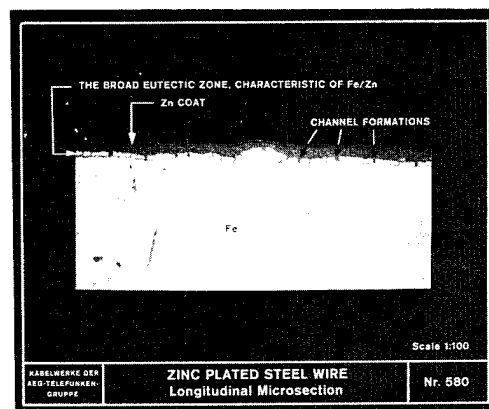 THE BROAD EUTECTIC ZONE, CHARACTERISTIC OF Fe/Zn
Zn COAT
CHANNEL FORMATIONS
Fe
Scale 1:100
KABELWERKE DER
AEG-TELEFUNKEN-
GRUPPE
ZINC PLATED STEEL WIRE
Longitudinal Microsection
Nr. 580